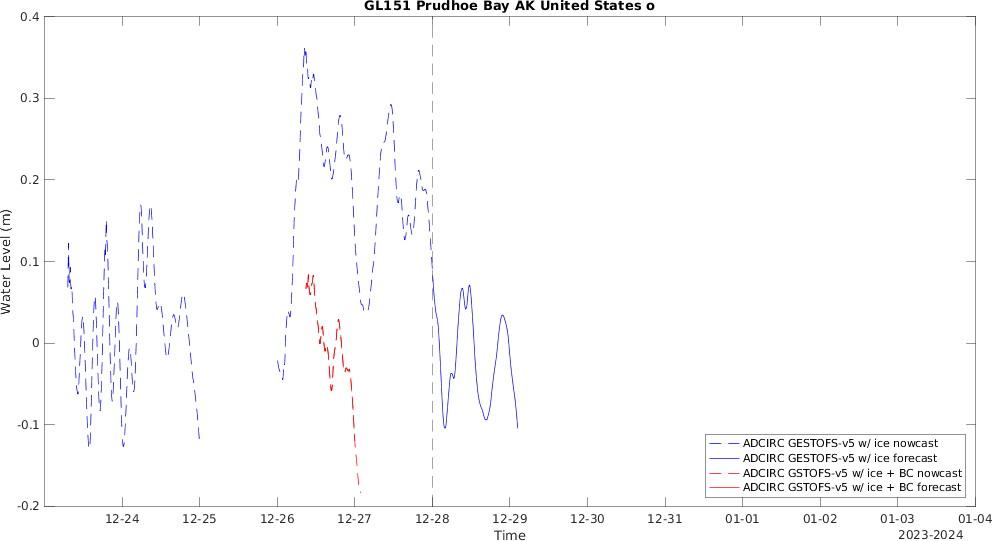 GL151 Prudhoe Bay AK United States o
0.4
0.3
0.2
0.1
0
-0.1
-0.2
Water Level (m)
ADCIRC GESTOFS-v5 w/ ice nowcast
ADCIRC GESTOFS-v5 w/ ice forecast
ADCIRC GSTOFS-v5 w/ ice + BC nowcast
ADCIRC GSTOFS-v5 w/ ice + BC forecast
12-24 12-25 12-26 12-27 12-28 12-29 12-30 12-31 01-01 01-02 01-03 01-04
Time
2023-2024